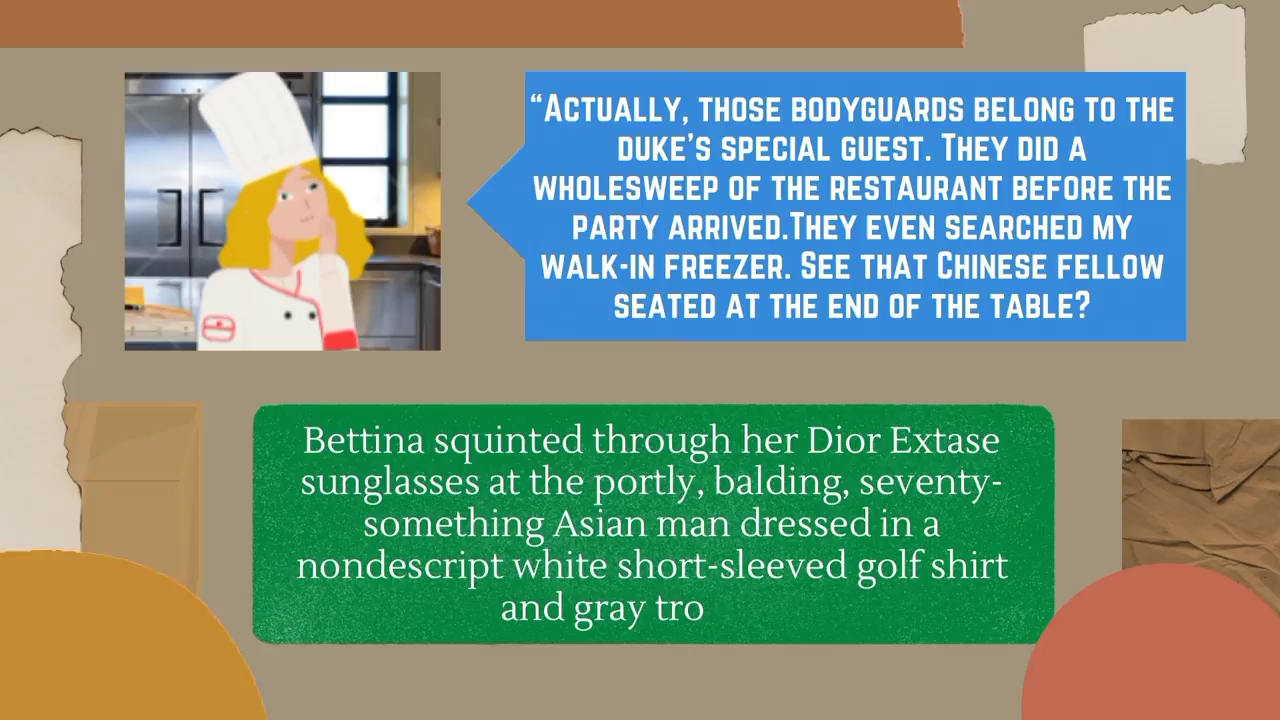 “Actually, those bodyguards belong to the
Duke’s special guest. They did a
wholesweep of the restaurant before the
party arrived.They even searched my
walk-in freezer. See that Chinese fellow
seated at the end of the table?
Bettina squinted through her Dior Extase
sunglasses at the portly, balding, seventy-
something Asian man dressed in a
nondescript white short-sleeved golf shirt
and gray tro